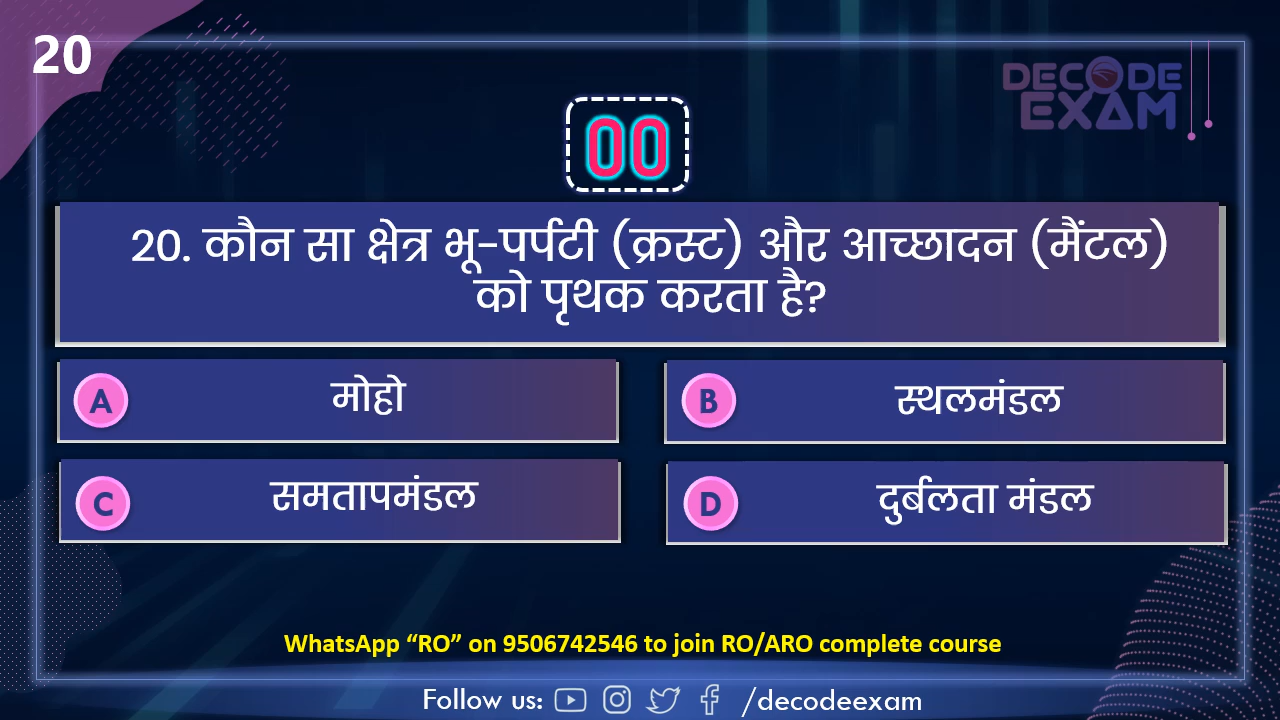 20
DECODE
EXAM
00
20. कौन सा क्षेत्र भू-पर्पटी (क्रस्ट) और आच्छादन (मैंटल)
को पृथक करता है?
A मोहो
B स्थलमंडल
C समतापमंडल
D दुर्बलता मंडल
WhatsApp “RO” on 9506742546 to join RO/ARO complete course
Follow us: /decodeexam